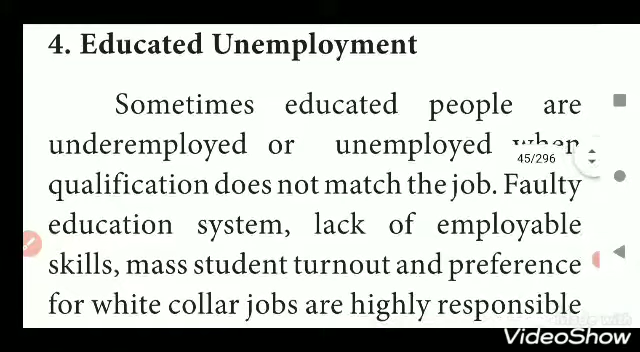 4. Educated Unemployment
Sometimes educated people are
underemployed or unemployed when
45/296
qualification does not match the job. Faulty
education system, lack of employable
skills, mass student turnout and preference
for white collar jobs are highly responsible
VideoShow